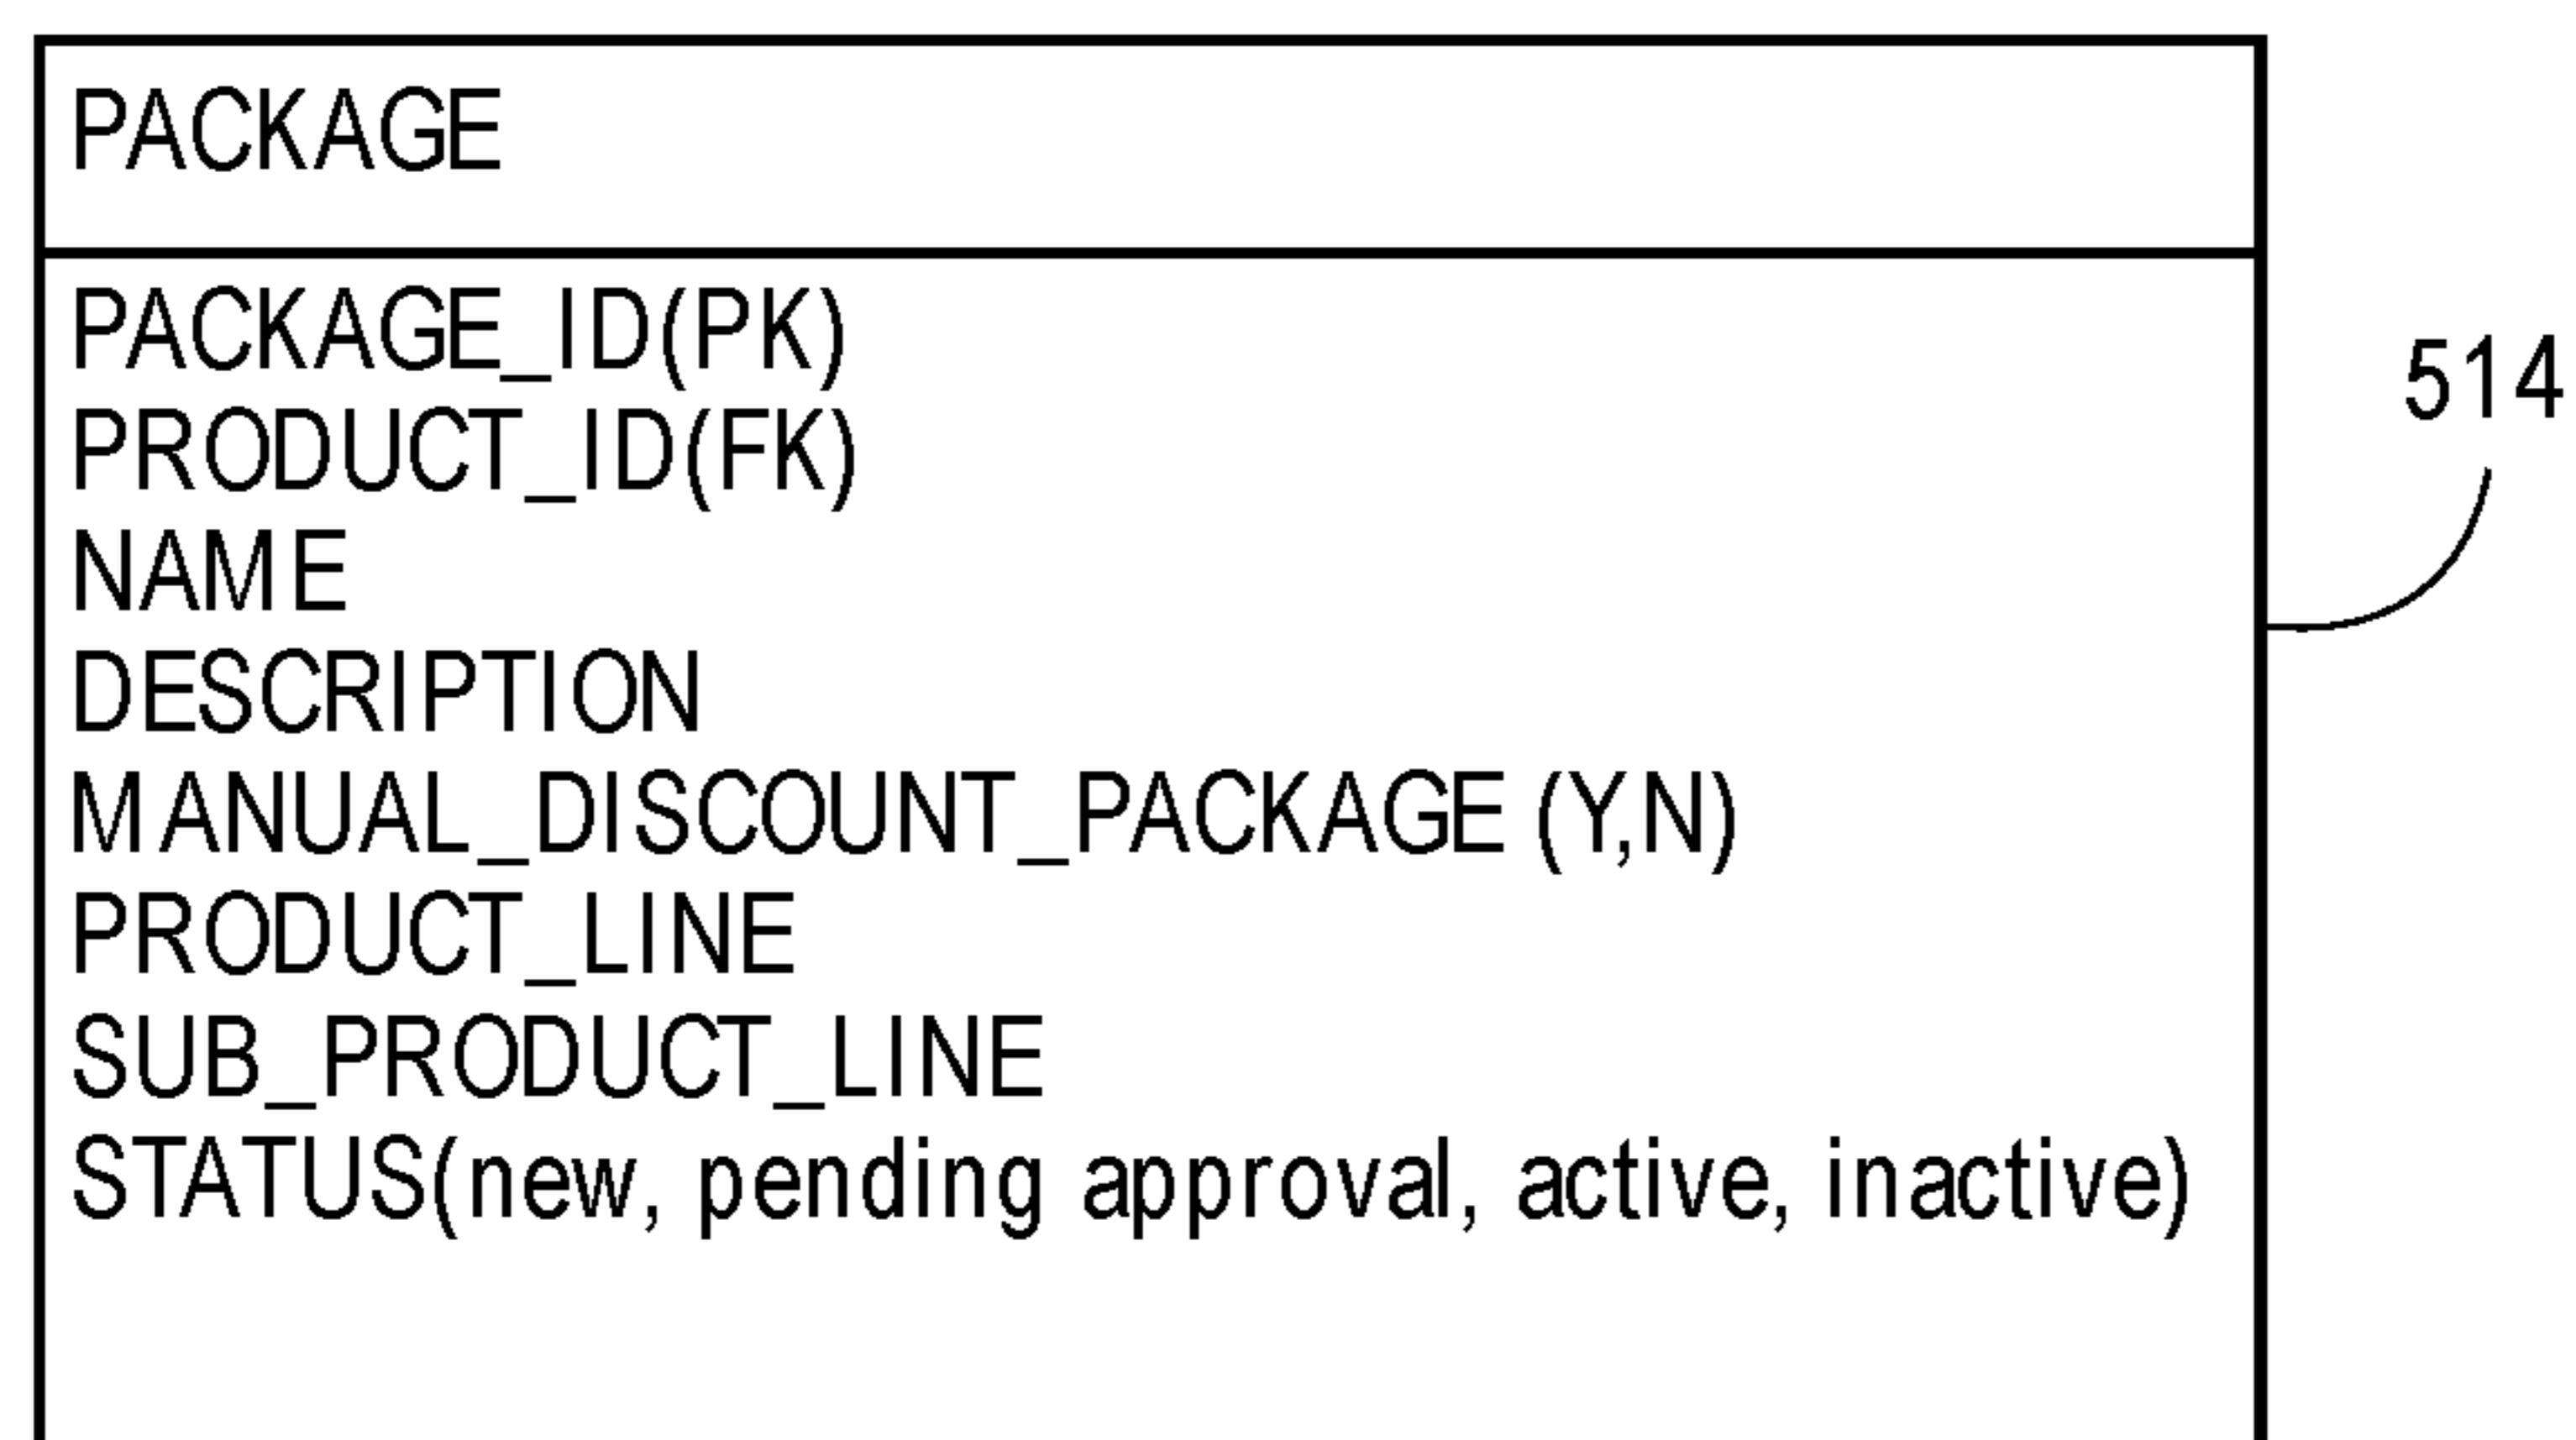 PACKAGE
PACKAGE_ID(PK)
PRODUCT_ID(FK)
NAME
DESCRIPTION
MANUAL_DISCOUNT_PACKAGE (Y,N)
PRODUCT_LINE
SUB_PRODUCT_LINE
STATUS(new, pending approval, active, inactive)
514